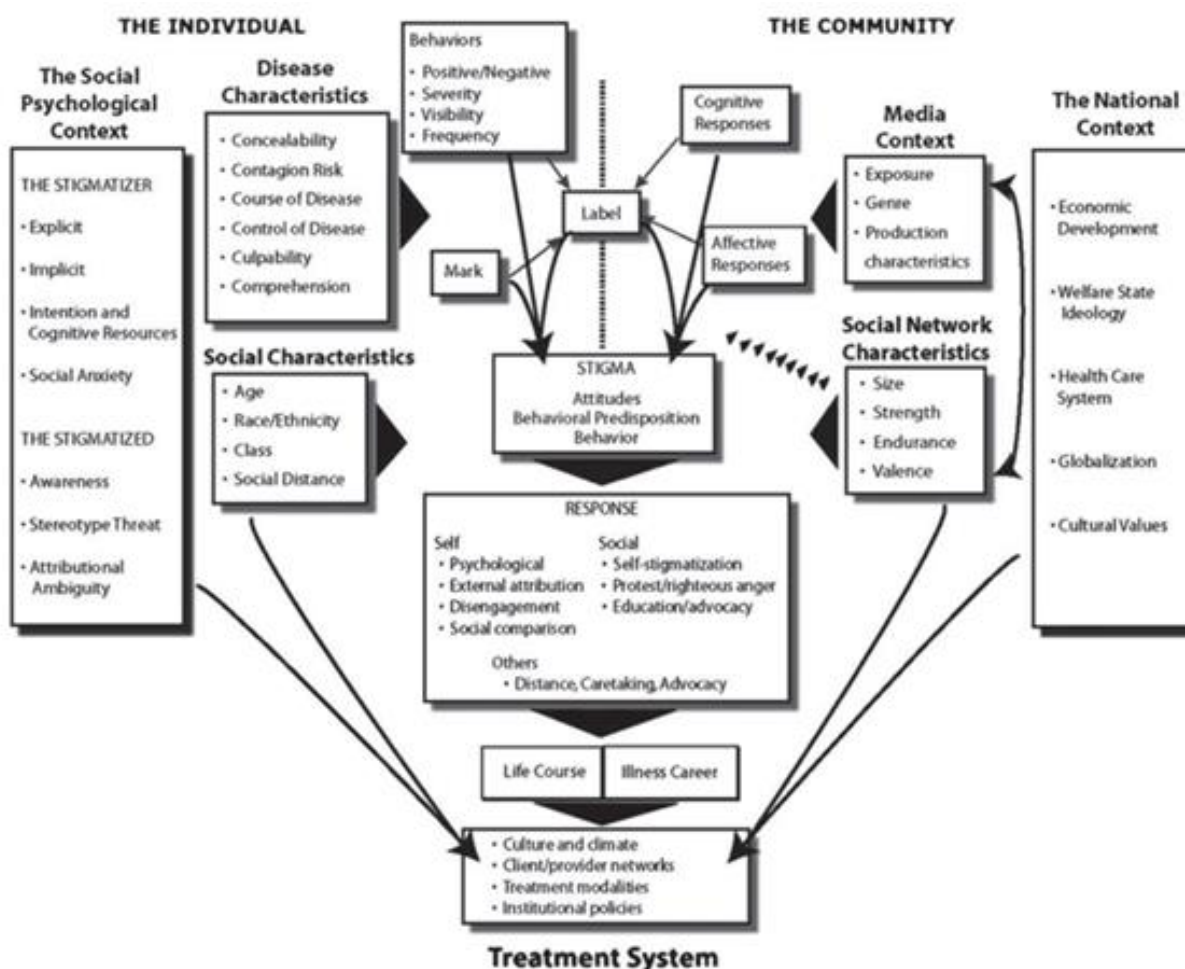 THE INDIVIDUAL
THE COMMUNITY
The Social
Psychological
Context
THE STIGMATIZER
• Explicit
• Implicit
• Intention and
Cognitive Resources
• Social Anxiety
THE STIGMATIZED
• Awareness
• Stereotype Threat
• Attributional
Ambiguity
Disease
Characteristics
• Concealability
• Contagion Risk
• Course of Disease
• Control of Disease
• Culpability
• Comprehension
Social Characteristics
• Age
• Race/Ethnicity
• Class
• Social Distance
Behaviors
• Positive/Negative
• Severity
• Visibility
• Frequency
Mark
Label
Cognitive
Responses
Affective
Responses
Media
Context
• Exposure
• Genre
• Production
characteristics
Social Network
Characteristics
• Size
• Strength
• Endurance
• Valence
The National
Context
• Economic
Development
• Welfare State
Ideology
• Health Care
System
• Globalization
• Cultural Values
STIGMA
Attitudes
Behavioral Predisposition
Behavior
RESPONSE
Self
• Psychological
• External attribution
• Disengagement
• Social comparison
Social
• Self-stigmatization
• Protest/righteous anger
• Education/advocacy
Others
• Distance, Caretaking, Advocacy
Life Course
Illness Career
• Culture and climate
• Client/provider networks
• Treatment modalities
• Institutional policies
Treatment System